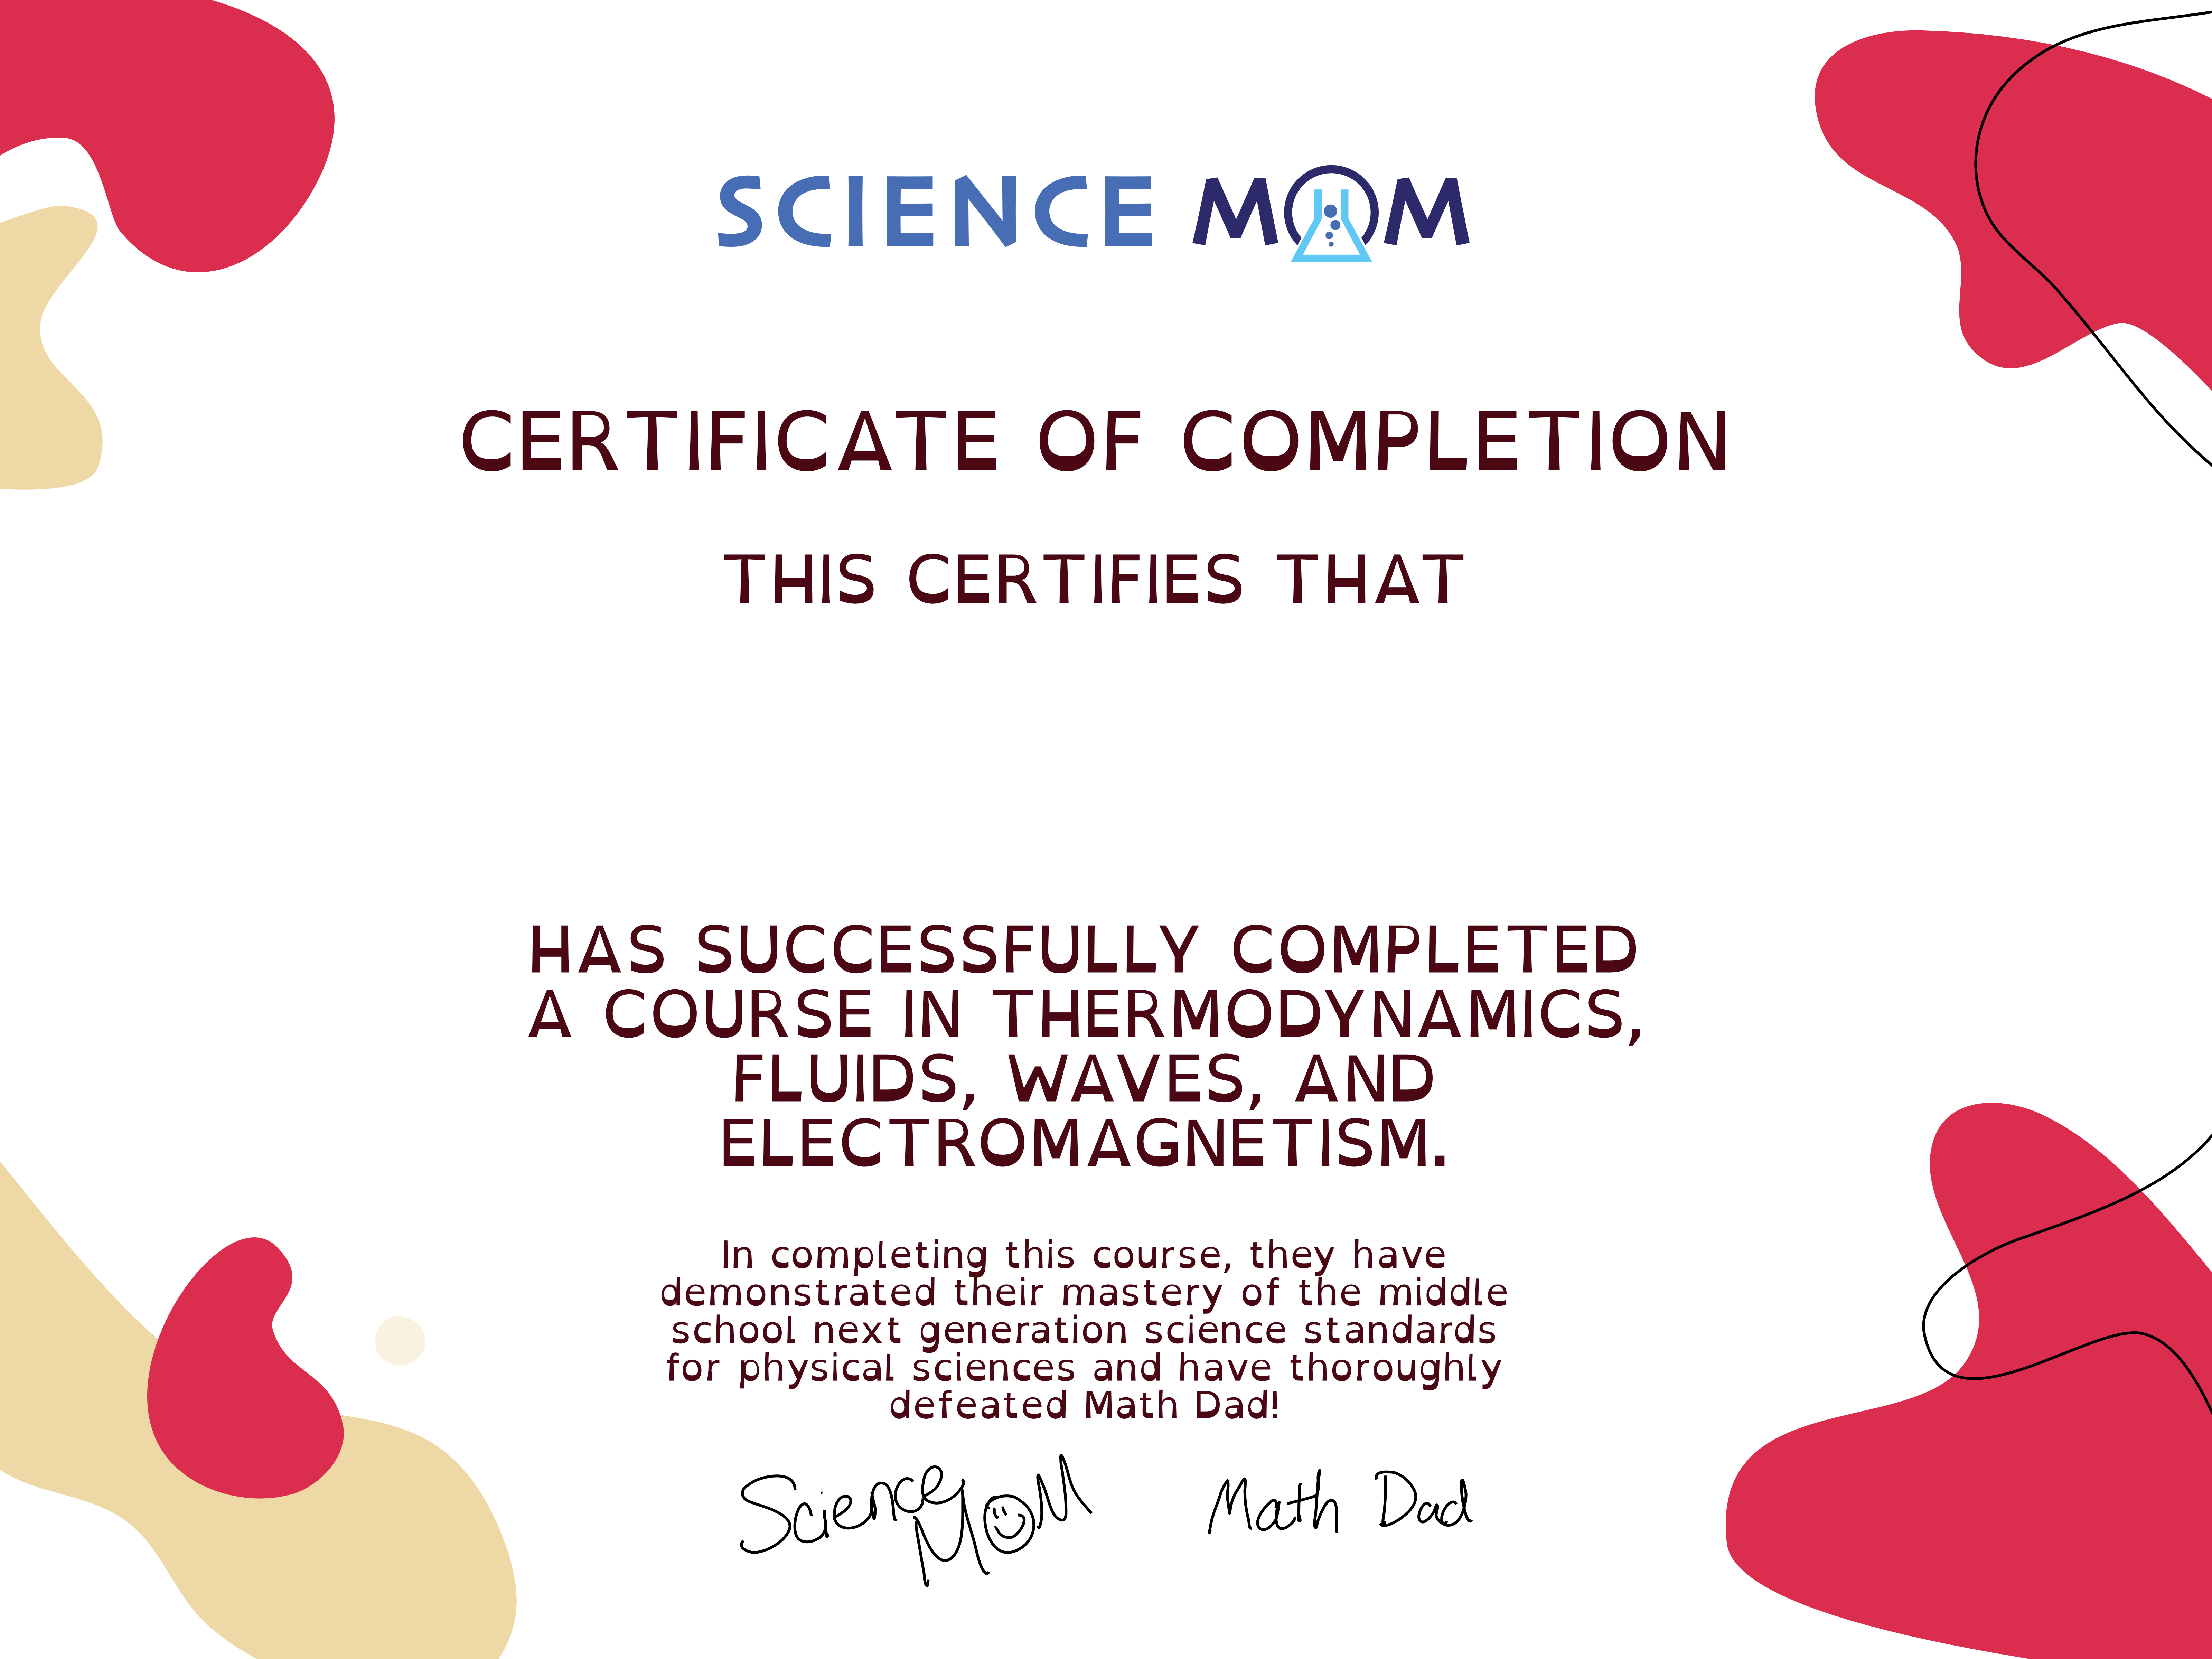 SCIENCE MOM
CERTIFICATE OF COMPLETION
THIS CERTIFIES THAT
HAS SUCCESSFULLY COMPLETED
A COURSE IN THERMODYNAMICS,
FLUIDS, WAVES, AND
ELECTROMAGNETISM.
In completing this course, they have
demonstrated their mastery of the middle
school next generation science standards
for physical sciences and have thoroughly
defeated Math Dad!
Science Mom Math Dad